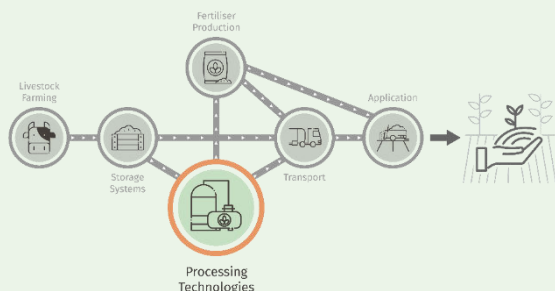 Fertiliser
Production
Livestock
Farming
Application
Storage
Systems
Transport
Processing
Technologies